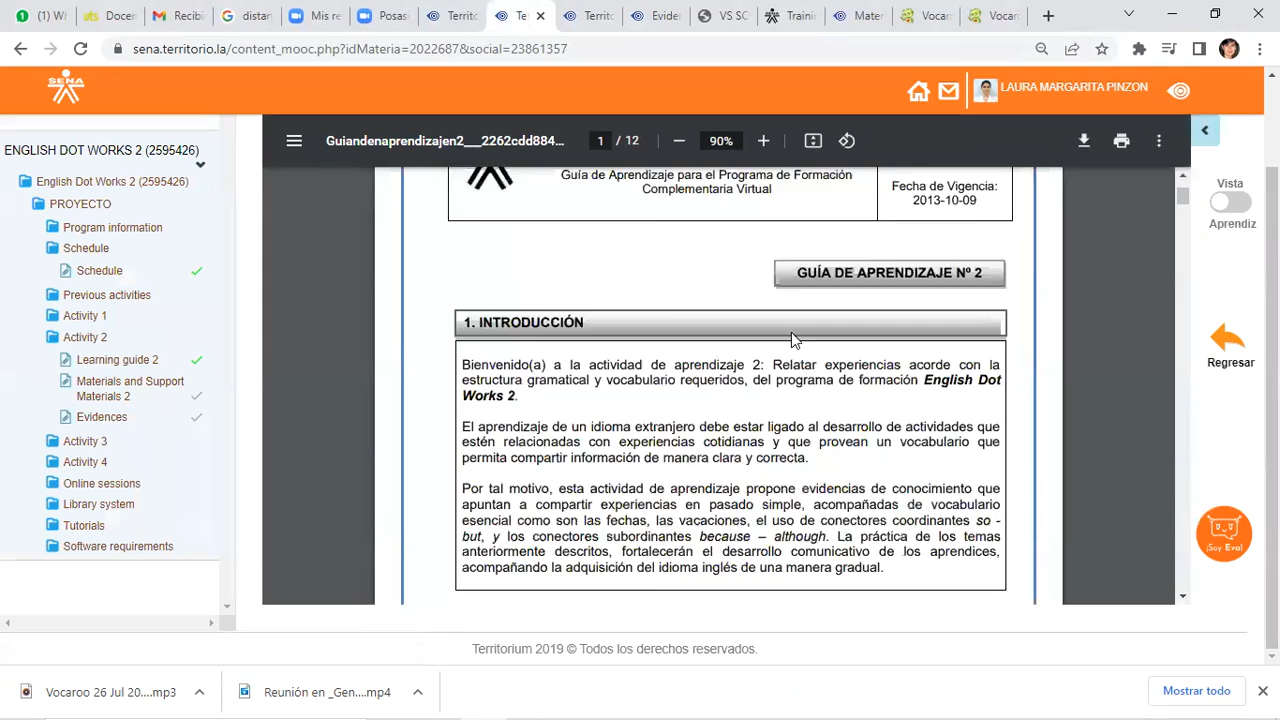 (1) W
Docen
Recibi
distan
Mis re
Posas
Territo
Te
Territo
Evider
VS SO
Trainin
Mater
Vocaro
Vocaro
sena.territorio.la/content_mooc.php?idMateria=2022687&social=23861357
SENA
LAURA MARGARITA PINZON
ENGLISH DOT WORKS 2 (2595426)
English Dot Works 2 (2595426)
PROYECTO
Program information
Schedule
Schedule
Previous activities
Activity 1
Activity 2
Learning guide 2
Materials and Support
Materials 2
Evidences
Activity 3
Activity 4
Online sessions
Library system
Tutorials
Software requirements
Guiandenaprendizajen2___2262cdd884...
1 / 12
90%
Guía de Aprendizaje para el Programa de Formación
Complementaria Virtual
Fecha de Vigencia:
2013-10-09
GUÍA DE APRENDIZAJE Nº 2
1. INTRODUCCIÓN
Bienvenido(a) a la actividad de aprendizaje 2: Relatar experiencias acorde con la
estructura gramatical y vocabulario requeridos, del programa de formación English Dot
Works 2.
El aprendizaje de un idioma extranjero debe estar ligado al desarrollo de actividades que
estén relacionadas con experiencias cotidianas y que provean un vocabulario que
permita compartir información de manera clara y correcta.
Por tal motivo, esta actividad de aprendizaje propone evidencias de conocimiento que
apuntan a compartir experiencias en pasado simple, acompañadas de vocabulario
esencial como son las fechas, las vacaciones, el uso de conectores coordinantes so -
but, y los conectores subordinantes because – although. La práctica de los temas
anteriormente descritos, fortalecerán el desarrollo comunicativo de los aprendices,
acompañando la adquisición del idioma inglés de una manera gradual.
Vista
Aprendiz
Regresar
¡Soy Eva!
Territorium 2019 © Todos los derechos reservados.
Vocaroo 26 Jul 20....mp3
Reunión en _Gen....mp4
Mostrar todo